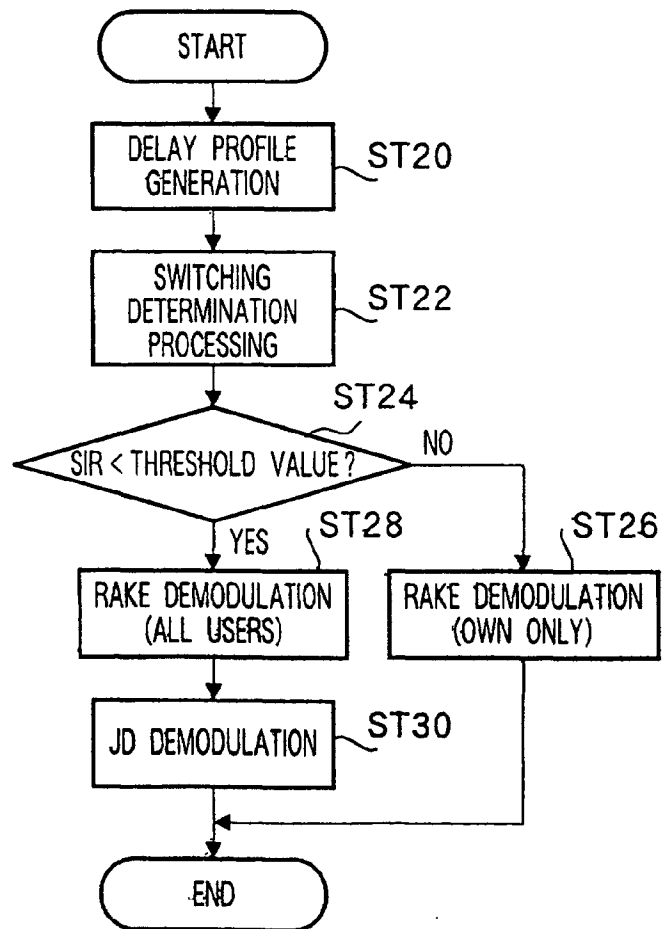 START
DELAY PROFILE
GENERATION
ST20
SWITCHING
DETERMINATION
PROCESSING
ST22
ST24
SIR < THRESHOLD VALUE?
NO
YES
ST28
RAKE DEMODULATION
(ALL USERS)
ST26
RAKE DEMODULATION
(OWN ONLY)
JD DEMODULATION
ST30
END